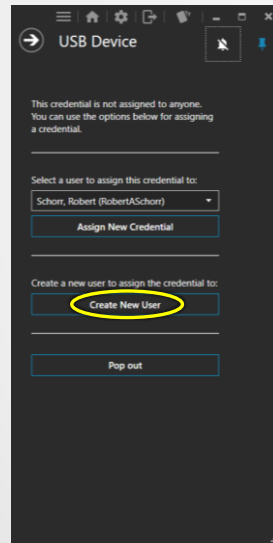 USB Device
This credential is not assigned to anyone.
You can use the options below for assigning
a credential.
Select a user to assign this credential to:
Schorr, Robert (RobertASchorr)
Assign New Credential
Create a new user to assign the credential to:
Create New User
Pop out